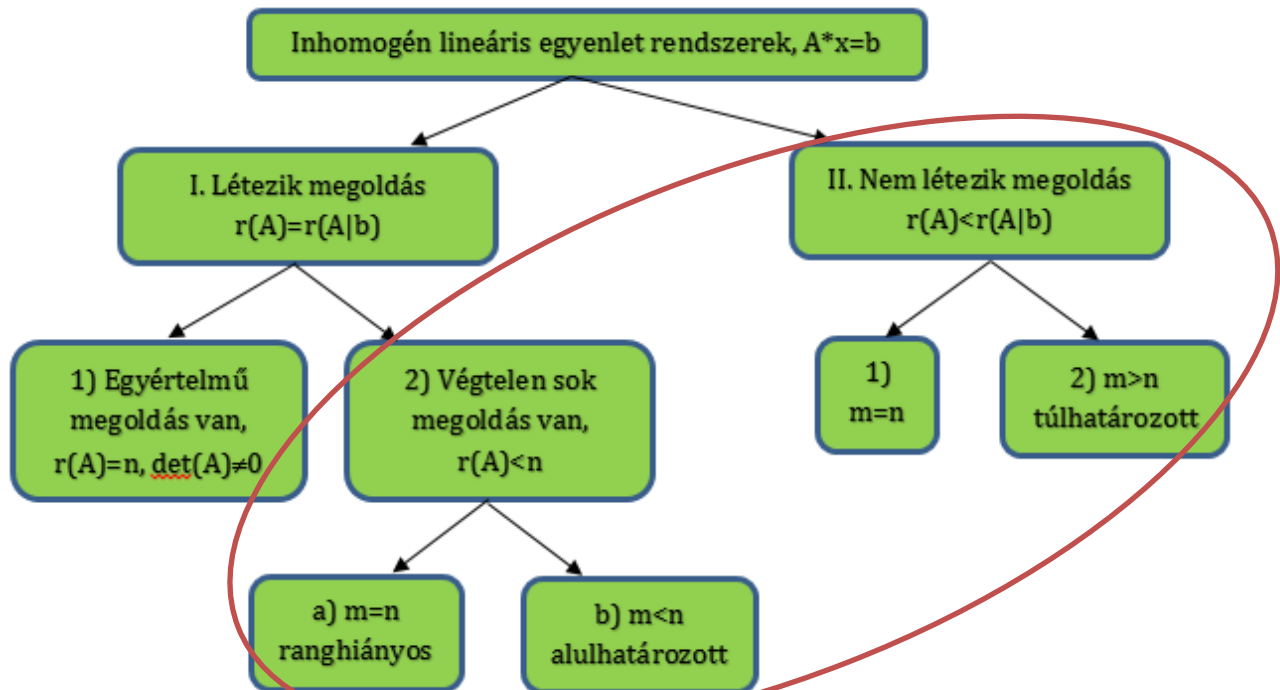 Inhomogén lineáris egyenlet rendszerek, A*x=b
I. Létezik megoldás
r(A)=r(A|b)
II. Nem létezik megoldás
r(A)<r(A|b)
1) Egyértelmű
megoldás van,
r(A)=n, det(A)≠0
2) Végtelen sok
megoldás van,
r(A)<n
1)
m=n
2) m>n
túlhatározott
a) m=n
ranghiányos
b) m<n
alulhatározott